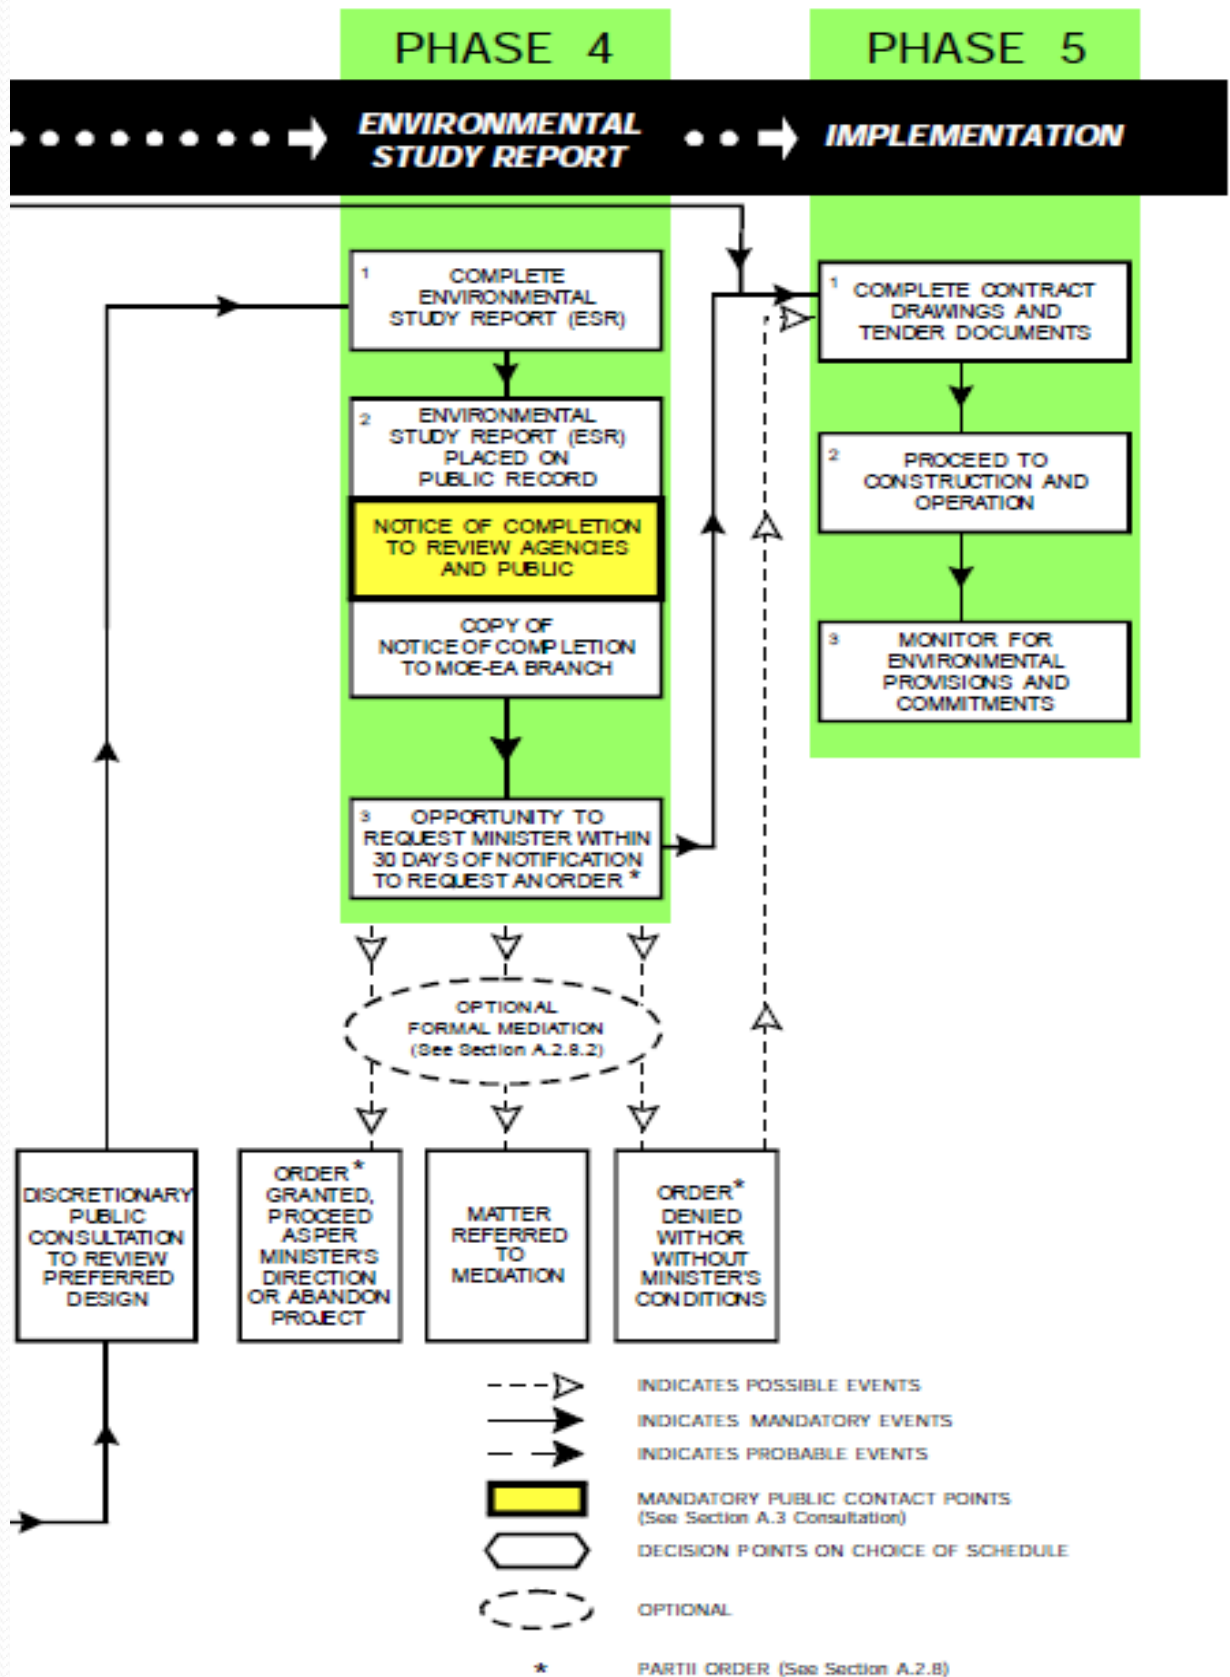 PHASE 4
PHASE 5
ENVIRONMENTAL
STUDY REPORT
IMPLEMENTATION
1
COMPLETE
ENVIRONMENTAL
STUDY REPORT (ESR)
2
ENVIRONMENTAL
STUDY REPORT (ESR)
PLACED ON
PUBLIC RECORD
NOTICE OF COMPLETION
TO REVIEW AGENCIES
AND PUBLIC
COPY OF
NOTICE OF COMPLETION
TO MOE-EA BRANCH
3
OPPORTUNITY TO
REQUEST MINISTER WITHIN
30 DAYS OF NOTIFICATION
TO REQUEST AN ORDER *
1
COMPLETE CONTRACT
DRAWINGS AND
TENDER DOCUMENTS
2
PROCEED TO
CONSTRUCTION AND
OPERATION
3
MONITOR FOR
ENVIRONMENTAL
PROVISIONS AND
COMMITMENTS
OPTIONAL
FORMAL MEDIATION
(See Section A.2.8.2)
DISCRETIONARY
PUBLIC
CONSULTATION
TO REVIEW
PREFERRED
DESIGN
ORDER *
GRANTED,
PROCEED
AS PER
MINISTER'S
DIRECTION
OR ABANDON
PROJECT
MATTER
REFERRED
TO
MEDIATION
ORDER *
DENIED
WITH OR
WITHOUT
MINISTER'S
CONDITIONS
INDICATES POSSIBLE EVENTS
INDICATES MANDATORY EVENTS
INDICATES PROBABLE EVENTS
MANDATORY PUBLIC CONTACT POINTS
(See Section A.3 Consultation)
DECISION POINTS ON CHOICE OF SCHEDULE
OPTIONAL
* PART II ORDER (See Section A.2.8)